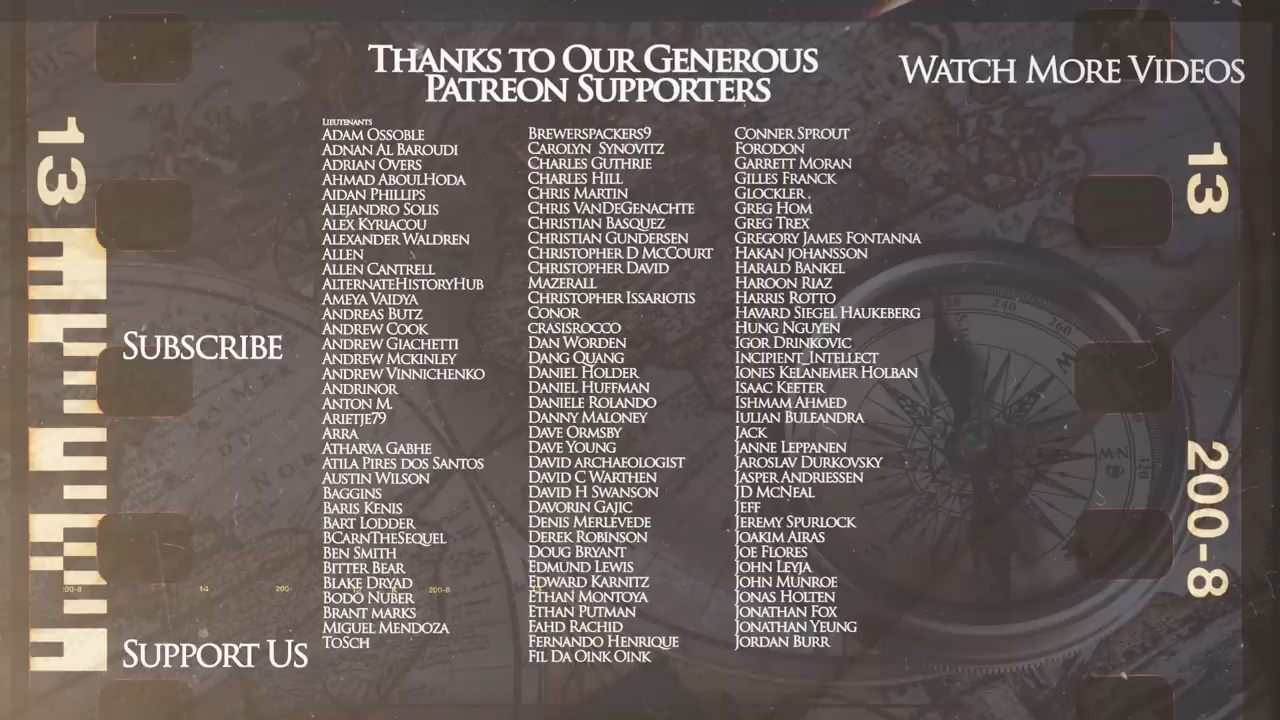 Thanks to Our Generous
Patreon Supporters
Watch More Videos
Lieutenants
Adam Ossoble
Adnan Al Baroudi
Adrian Overs
Ahmad AboulHoda
Aidan Phillips
Alejandro Solis
Alex Kyriacou
Alexander Waldren
Allen
Allen Cantrell
AlternateHistoryHub
Ameya Vaidya
Andreas Butz
Andrew Cook
Andrew Giachetti
Andrew Mckinley
Andrew Vinnichenko
Andrinor
Anton M.
Arietje79
Arra
Atharva Gabhe
Atila Pires dos Santos
Austin Wilson
Baggins
Baris Kenis
Bart Lodder
BCarnTheSequel
Ben Smith
Bitter Bear
Blake Dryad
Bodo Nuber
Brant marks
Miguel Mendoza
ToSch
Brewerspackers9
Carolyn Synovitz
Charles Guthrie
Charles Hill
Chris Martin
Chris VanDeGenachte
Christian Basquez
Christian Gundersen
Christopher D McCourt
Christopher David
Mazerall
Christopher Issariotis
Conor
crasisrocco
Dan Worden
Dang Quang
Daniel Holder
Daniel Huffman
Daniele Rolando
Danny Maloney
Dave Ormsby
Dave Young
David archaeologist
David C Warthen
David H Swanson
Davorin Gajic
Denis Merlevede
Derek Robinson
Doug Bryant
Edmund Lewis
Edward Karnitz
Ethan Montoya
Ethan Putman
Fahd Rachid
Fernando Henrique
Fil Da Oink Oink
Conner Sprout
Forodon
Garrett Moran
Gilles Franck
Glockler .
Greg Hom
Greg Trex
Gregory James Fontanna
Hakan Johansson
Harald Bankel
Haroon Riaz
Harris Rotto
Havard Siegel Haukeberg
Hung Nguyen
Igor Drinkovic
Incipient_Intellect
Iones Kelanemer Holban
Isaac Keeter
Ishmam Ahmed
Iulian Buleandra
Jack
Janne Leppanen
Jaroslav Durkovsky
Jasper Andriessen
JD McNeal
Jeff
Jeremy Spurlock
Joakim Airas
Joe Flores
John Leyja
John Munroe
Jonas Holten
Jonathan Fox
Jonathan Yeung
Jordan Burr
Subscribe
Support Us
13
13
200-8
200-8
14
200-
200-8
240
260
120